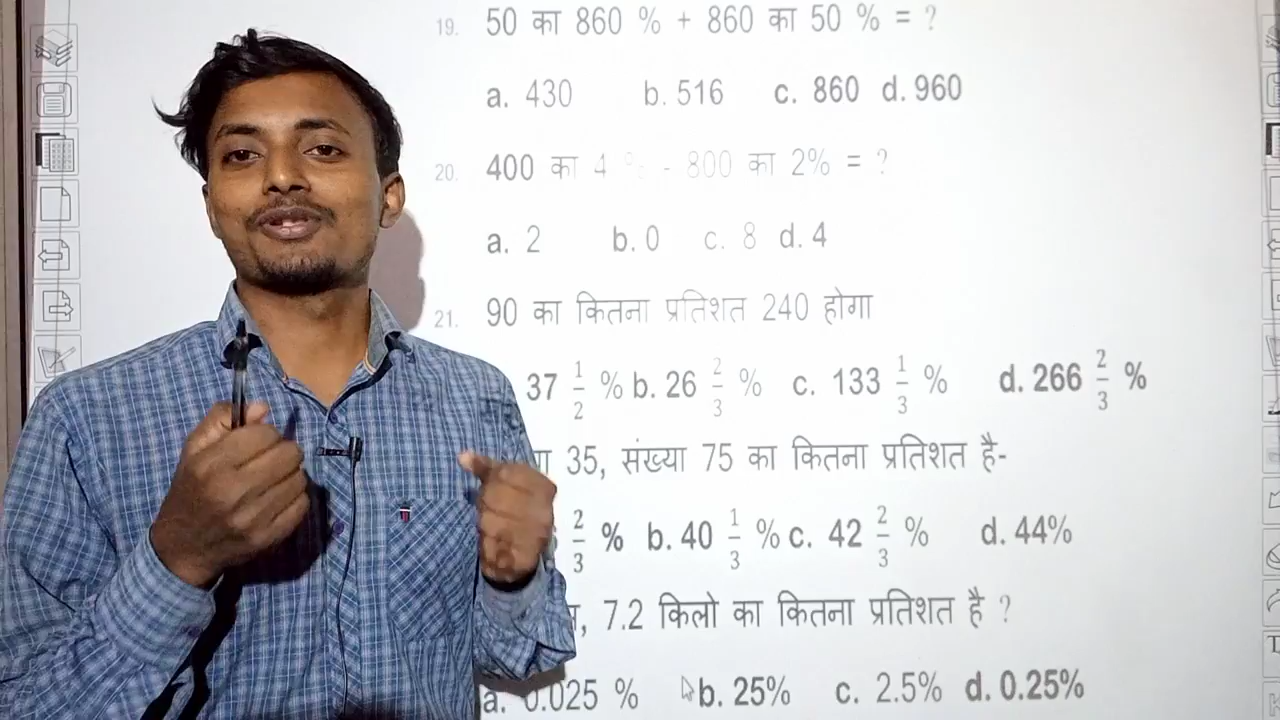 19. 50 का 860 % + 860 का 50 % = ?
a. 430 b. 516 c. 860 d. 960
20. 400 का 4 % - 800 का 2% = ?
a. 2 b. 0 c. 8 d. 4
21. 90 का कितना प्रतिशत 240 होगा
37 1/2 % b. 26 2/3 % c. 133 1/3 % d. 266 2/3 %
35, संख्या 75 का कितना प्रतिशत है-
2/3 % b. 40 1/3 % c. 42 2/3 % d. 44%
, 7.2 किलो का कितना प्रतिशत है ?
a. 0.025 % b. 25% c. 2.5% d. 0.25%